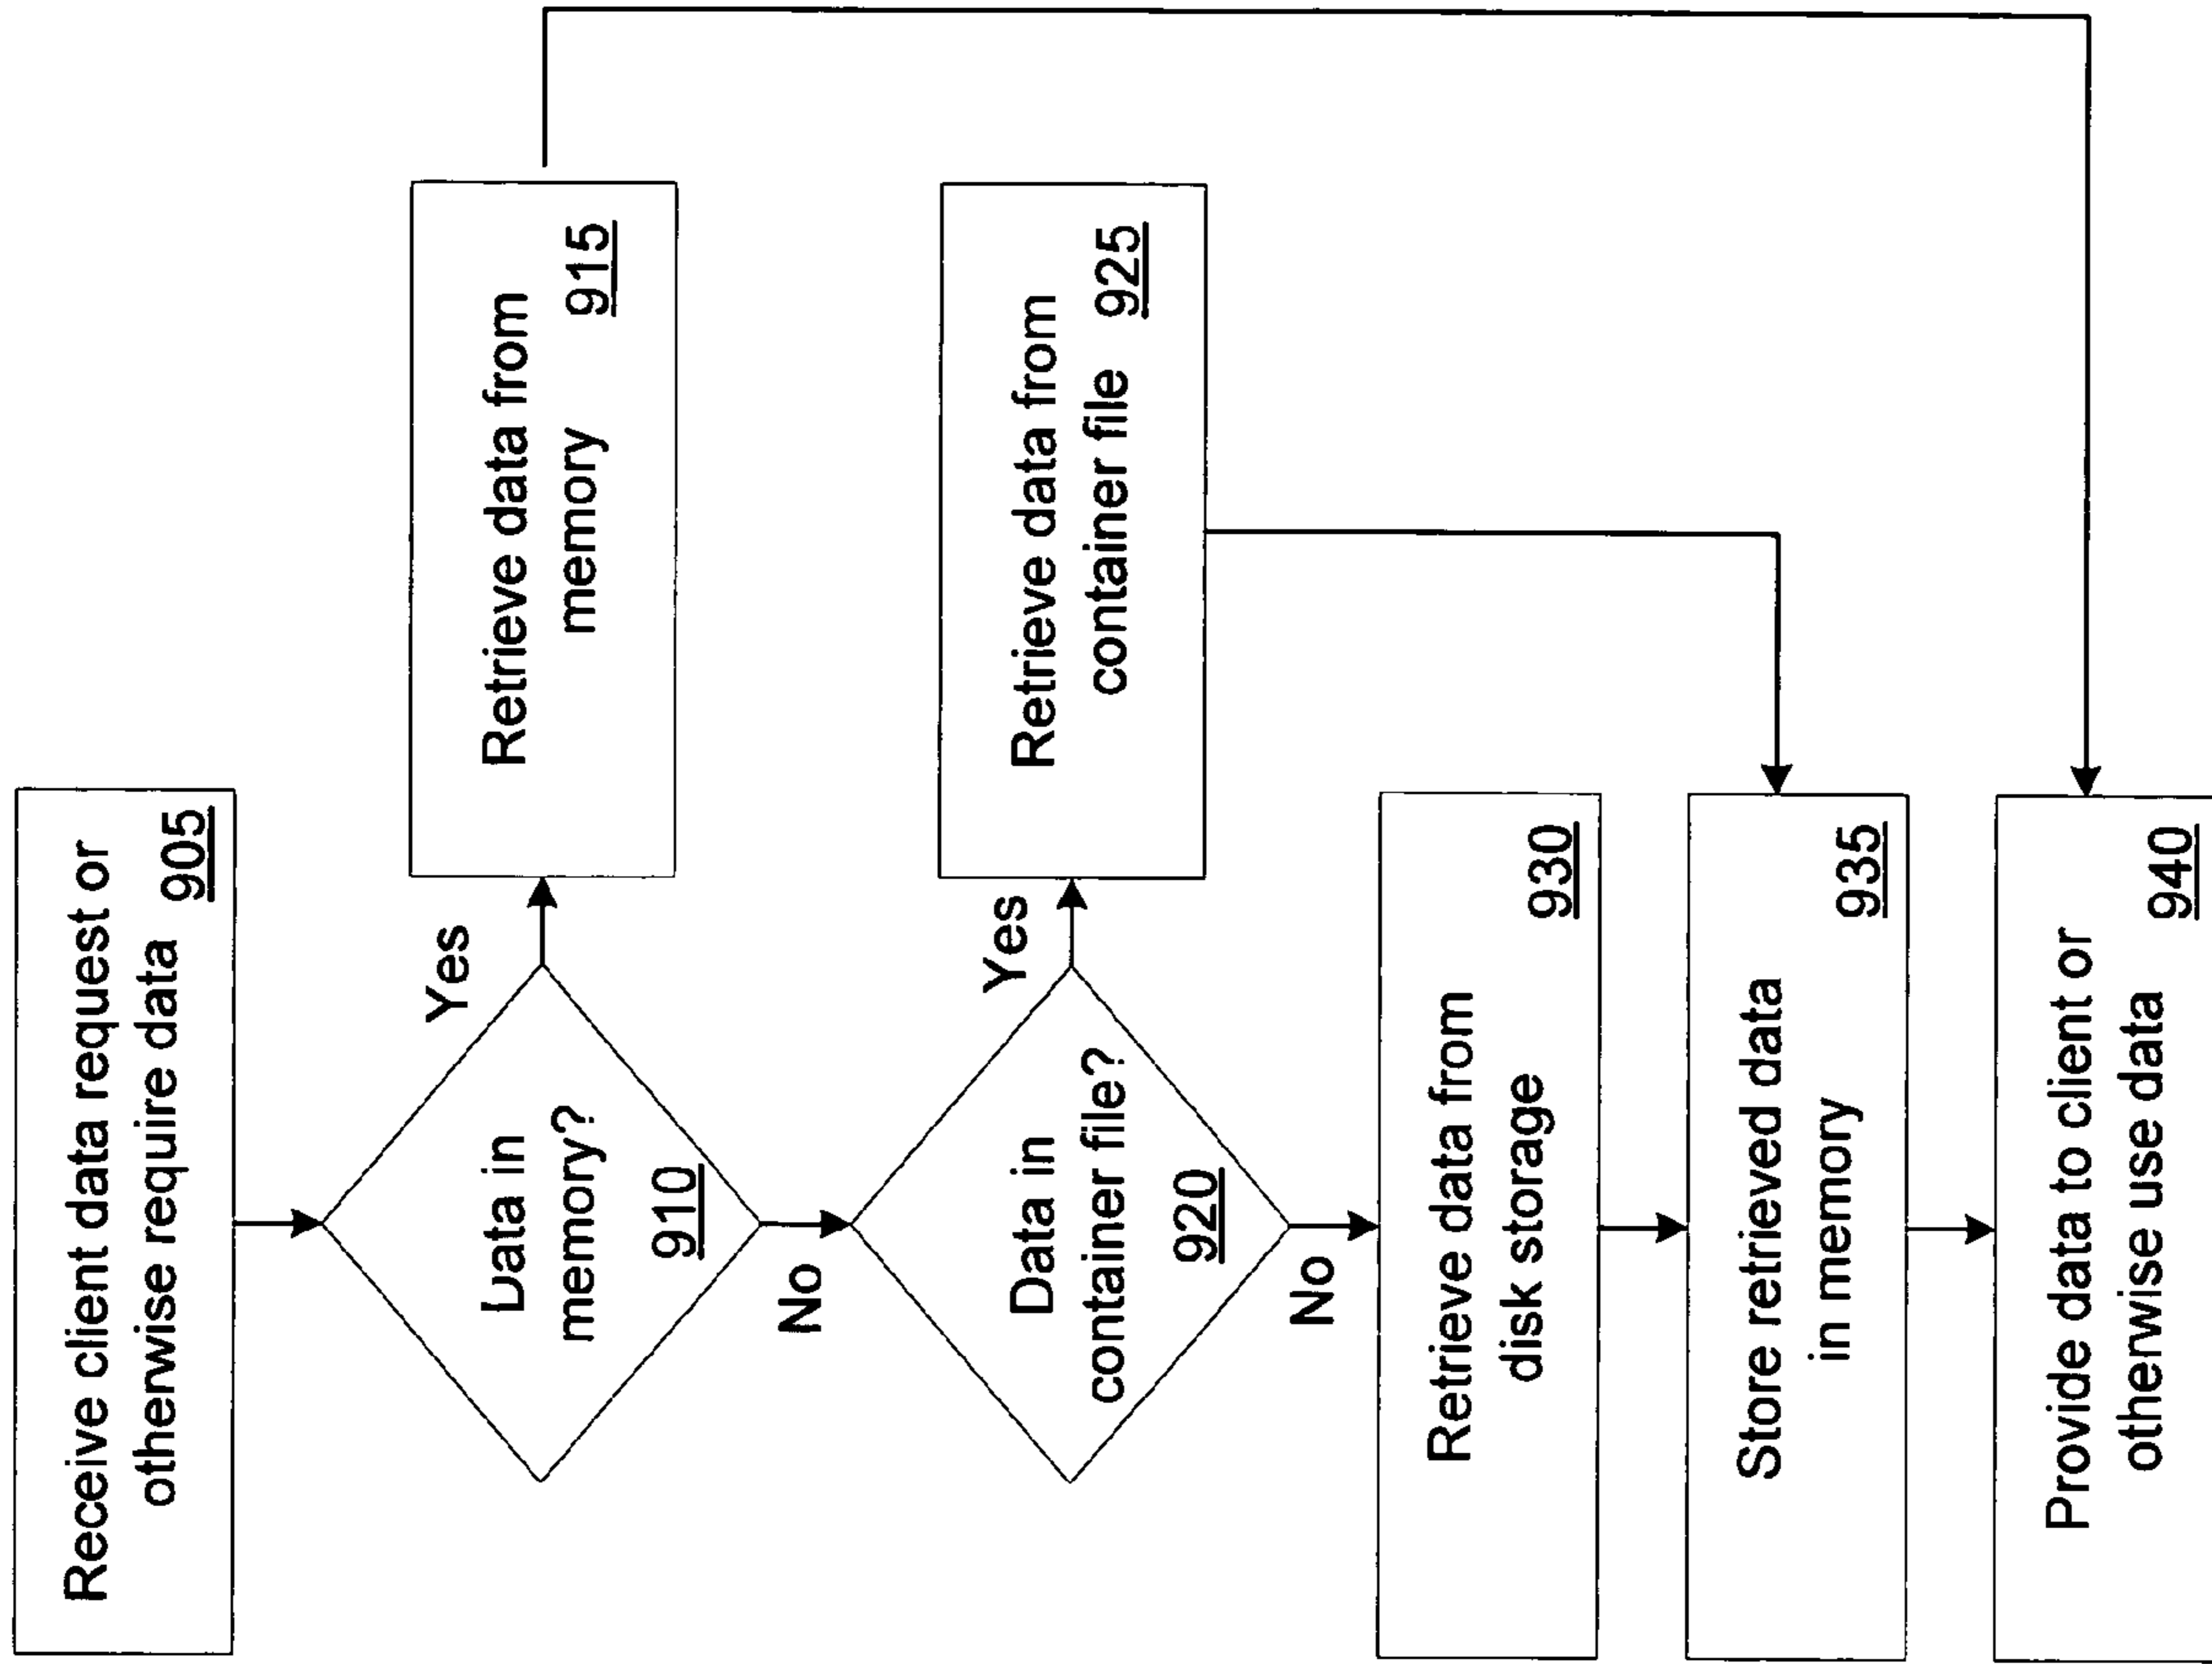 Receive client data request or
otherwise require data 905
Data in
memory?
910
Yes
Retrieve data from
memory 915
No
Data in
container file?
920
Yes
Retrieve data from
container file 925
No
Retrieve data from
disk storage 930
Store retrieved data
in memory 935
Provide data to client or
otherwise use data 940